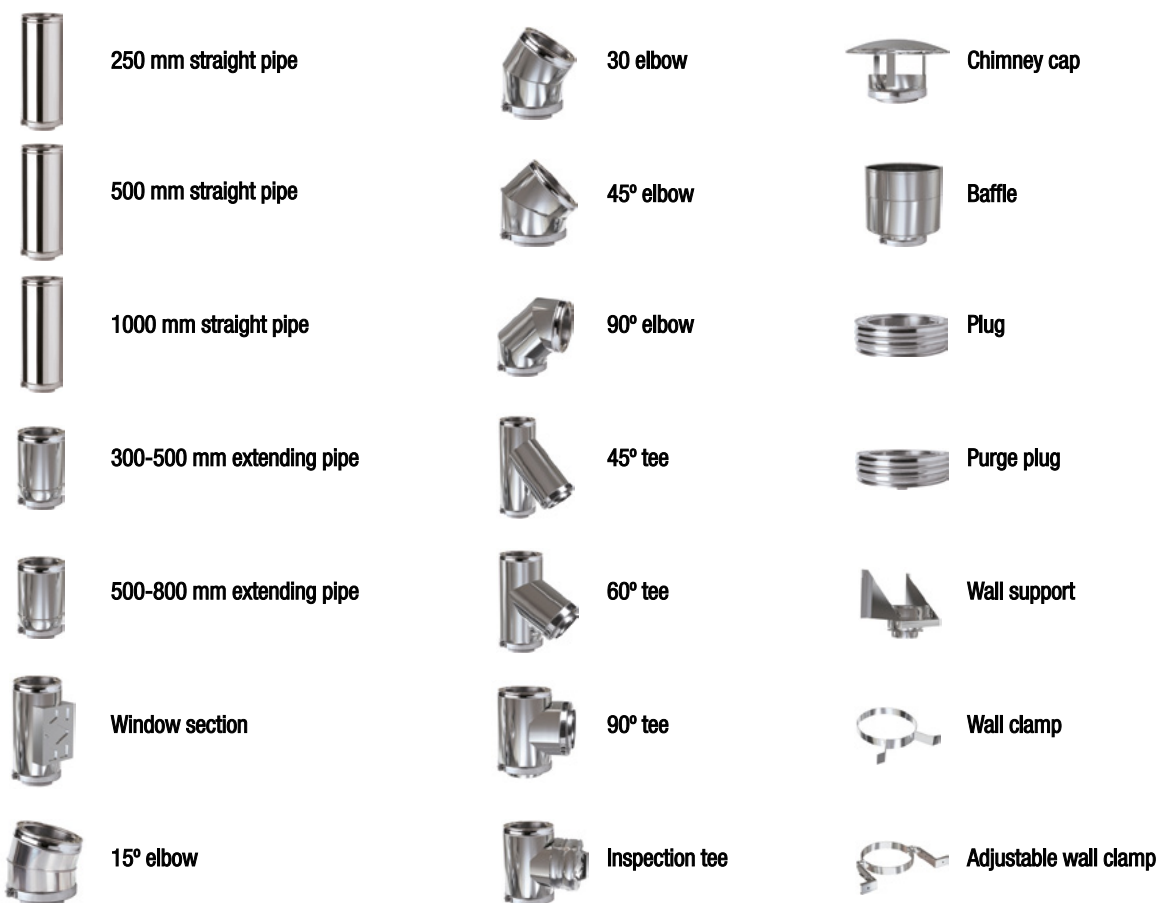 250 mm straight pipe
500 mm straight pipe
1000 mm straight pipe
300-500 mm extending pipe
500-800 mm extending pipe
Window section
15º elbow
30 elbow
45º elbow
90º elbow
45º tee
60º tee
90º tee
Inspection tee
Chimney cap
Baffle
Plug
Purge plug
Wall support
Wall clamp
Adjustable wall clamp